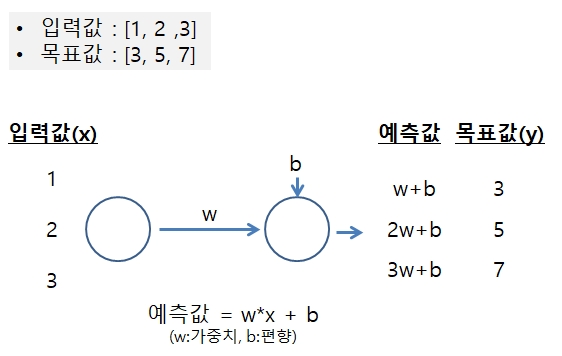 • 입력값 : [1, 2 ,3]
• 목표값 : [3, 5, 7]
입력값(x) 예측값 목표값(y)
b
1 w+b 3
w
2 2w+b 5
3 3w+b 7
예측값 = w*x + b
(w:가중치, b:편향)